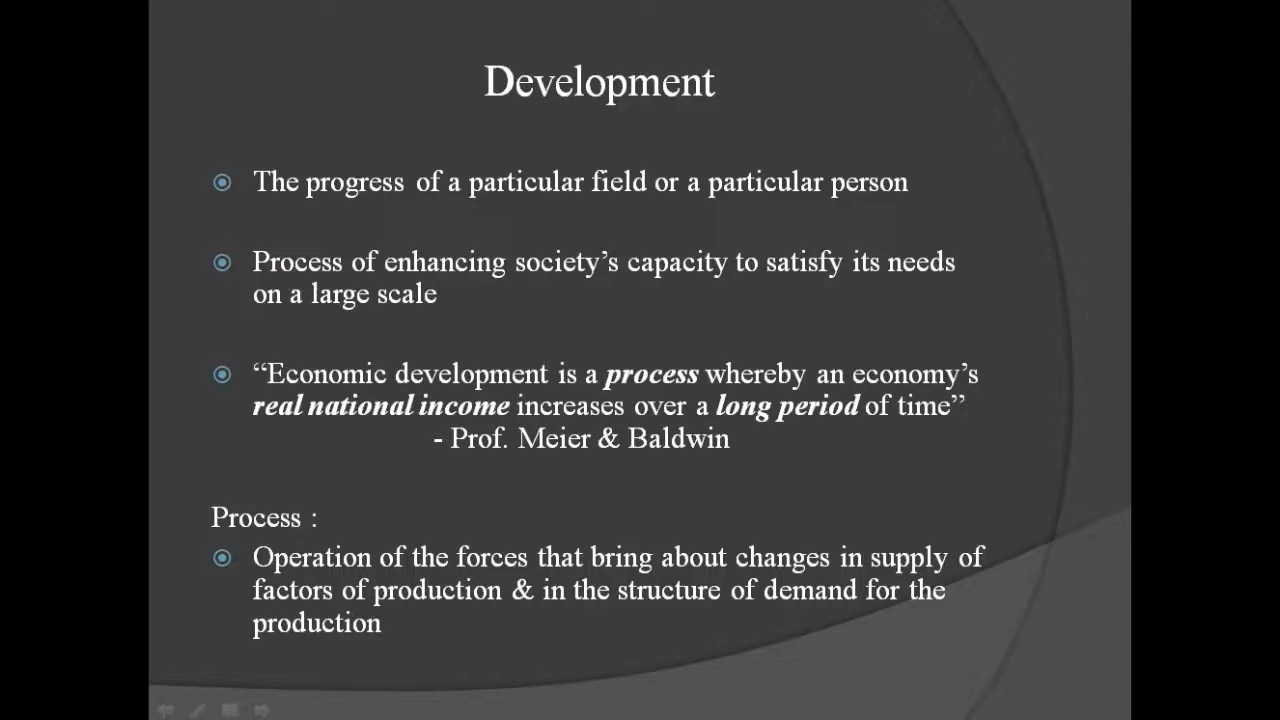 Development
The progress of a particular field or a particular person
Process of enhancing society’s capacity to satisfy its needs
on a large scale
“Economic development is a process whereby an economy’s
real national income increases over a long period of time”
- Prof. Meier & Baldwin
Process :
Operation of the forces that bring about changes in supply of
factors of production & in the structure of demand for the
production